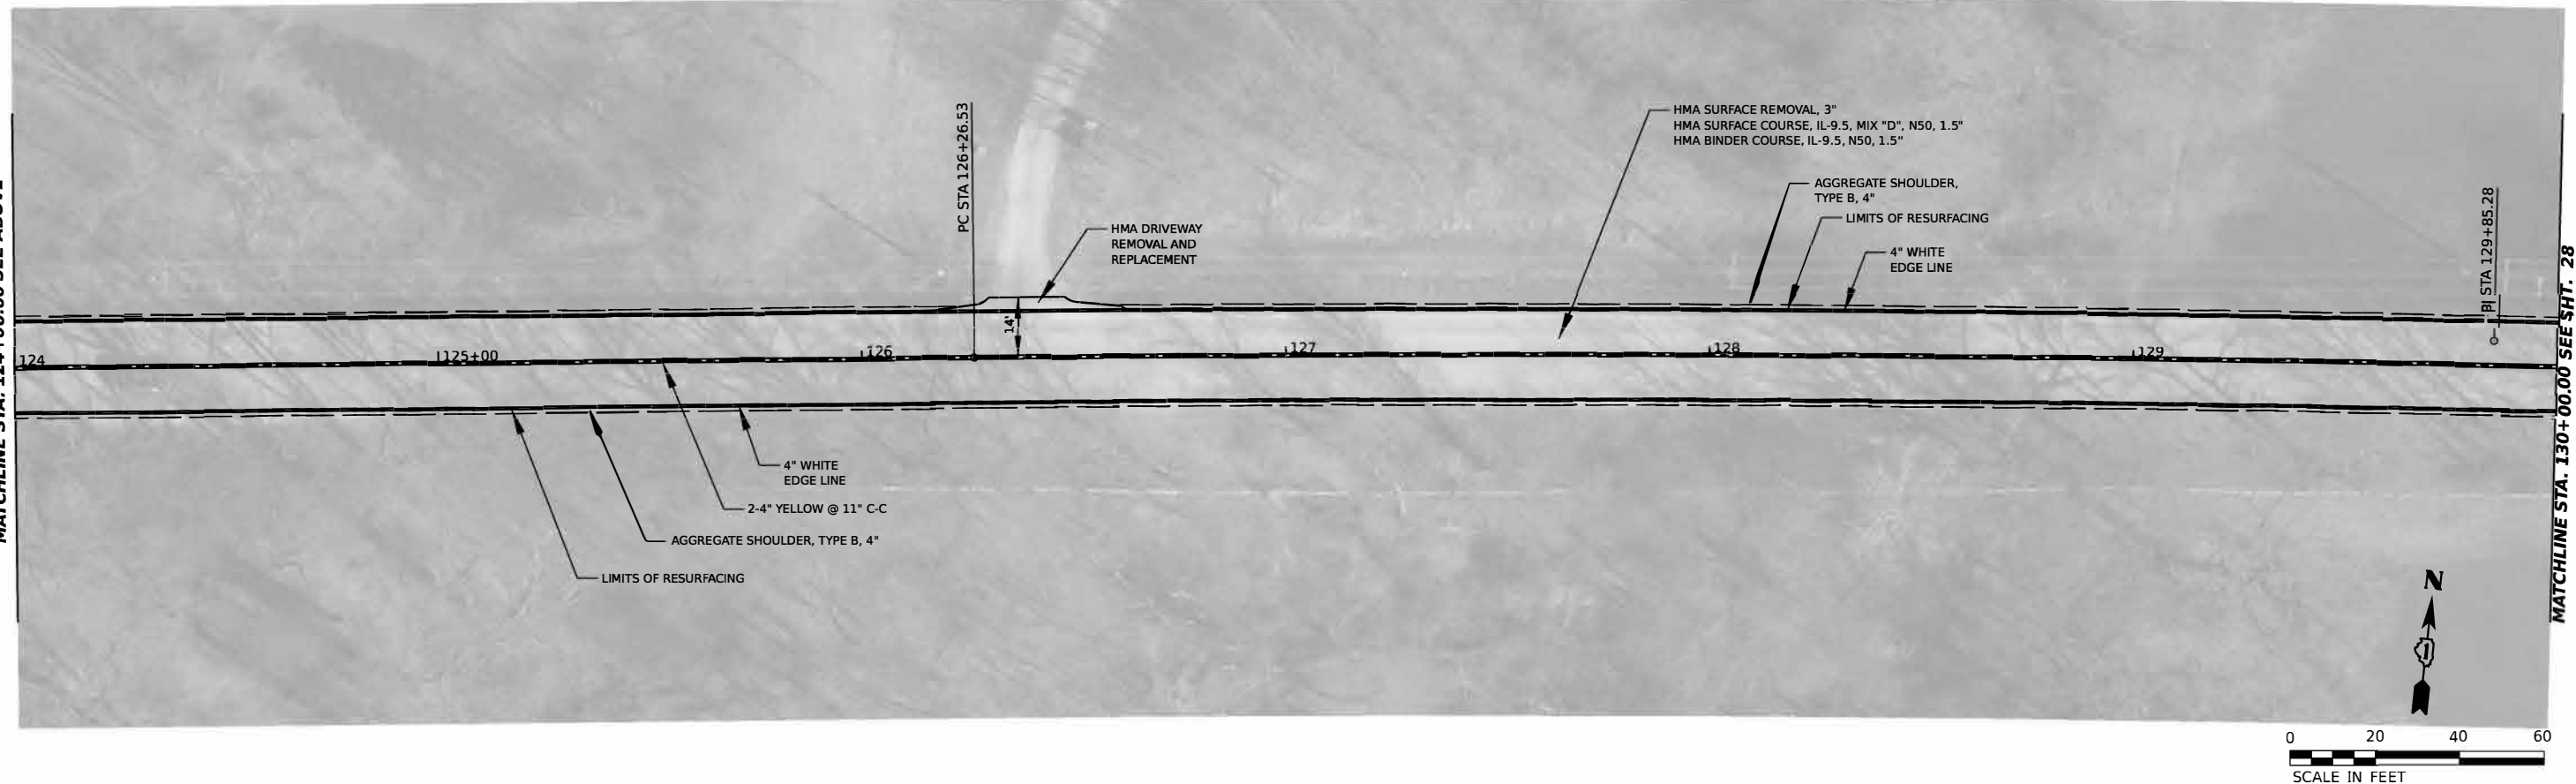 MATCHLINE STA. 124+00.00 SEE ABOVE
PC STA 126+26.53
HMA DRIVEWAY
REMOVAL AND
REPLACEMENT
14'
HMA SURFACE REMOVAL, 3"
HMA SURFACE COURSE, IL-9.5, MIX "D", N50, 1.5"
HMA BINDER COURSE, IL-9.5, N50, 1.5"
AGGREGATE SHOULDER,
TYPE B, 4"
LIMITS OF RESURFACING
4" WHITE
EDGE LINE
PI STA 129+85.28
MATCHLINE STA. 130+00.00 SEE SHT. 28
124
125+00
126
127
128
129
4" WHITE
EDGE LINE
2-4" YELLOW @ 11" C-C
AGGREGATE SHOULDER, TYPE B, 4"
LIMITS OF RESURFACING
N
1
0 20 40 60
SCALE IN FEET